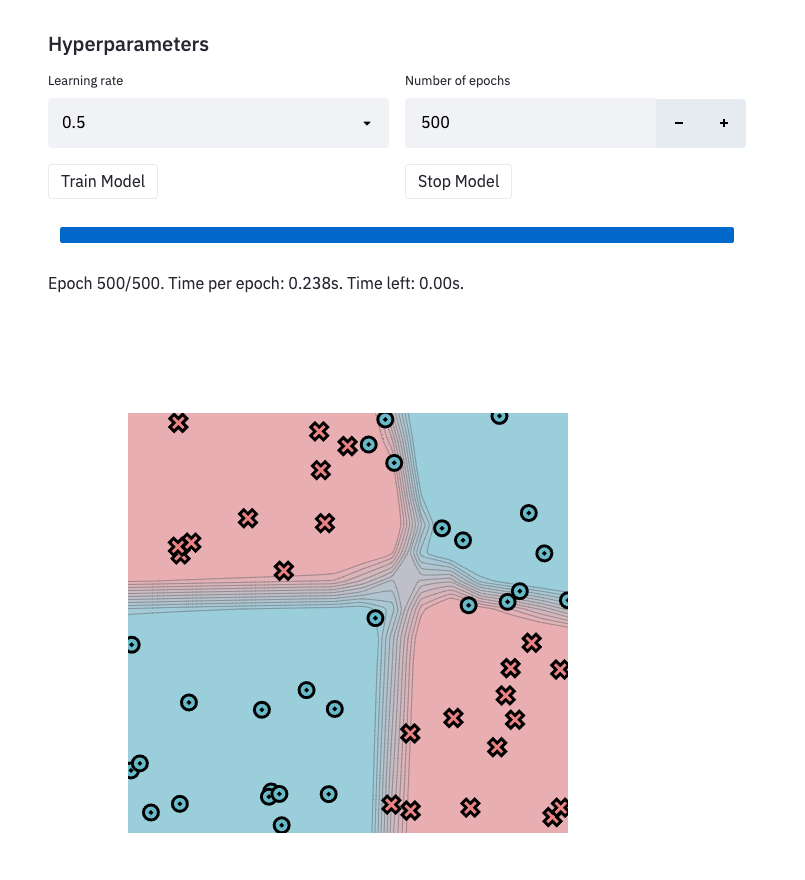 Hyperparameters
Learning rate
Number of epochs
0.5
500
Train Model
Stop Model
Epoch 500/500. Time per epoch: 0.238s. Time left: 0.00s.